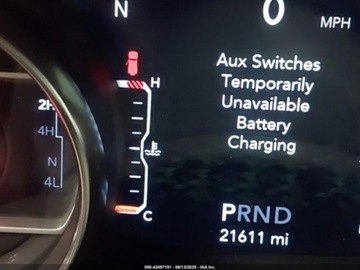 N
0
MPH
Aux Switches
Temporarily
Unavailable
Battery
Charging
H
2H
4H
N
4L
C
PRND
21611 mi
000-42497191 - 06/13/2025 - IAA Inc.